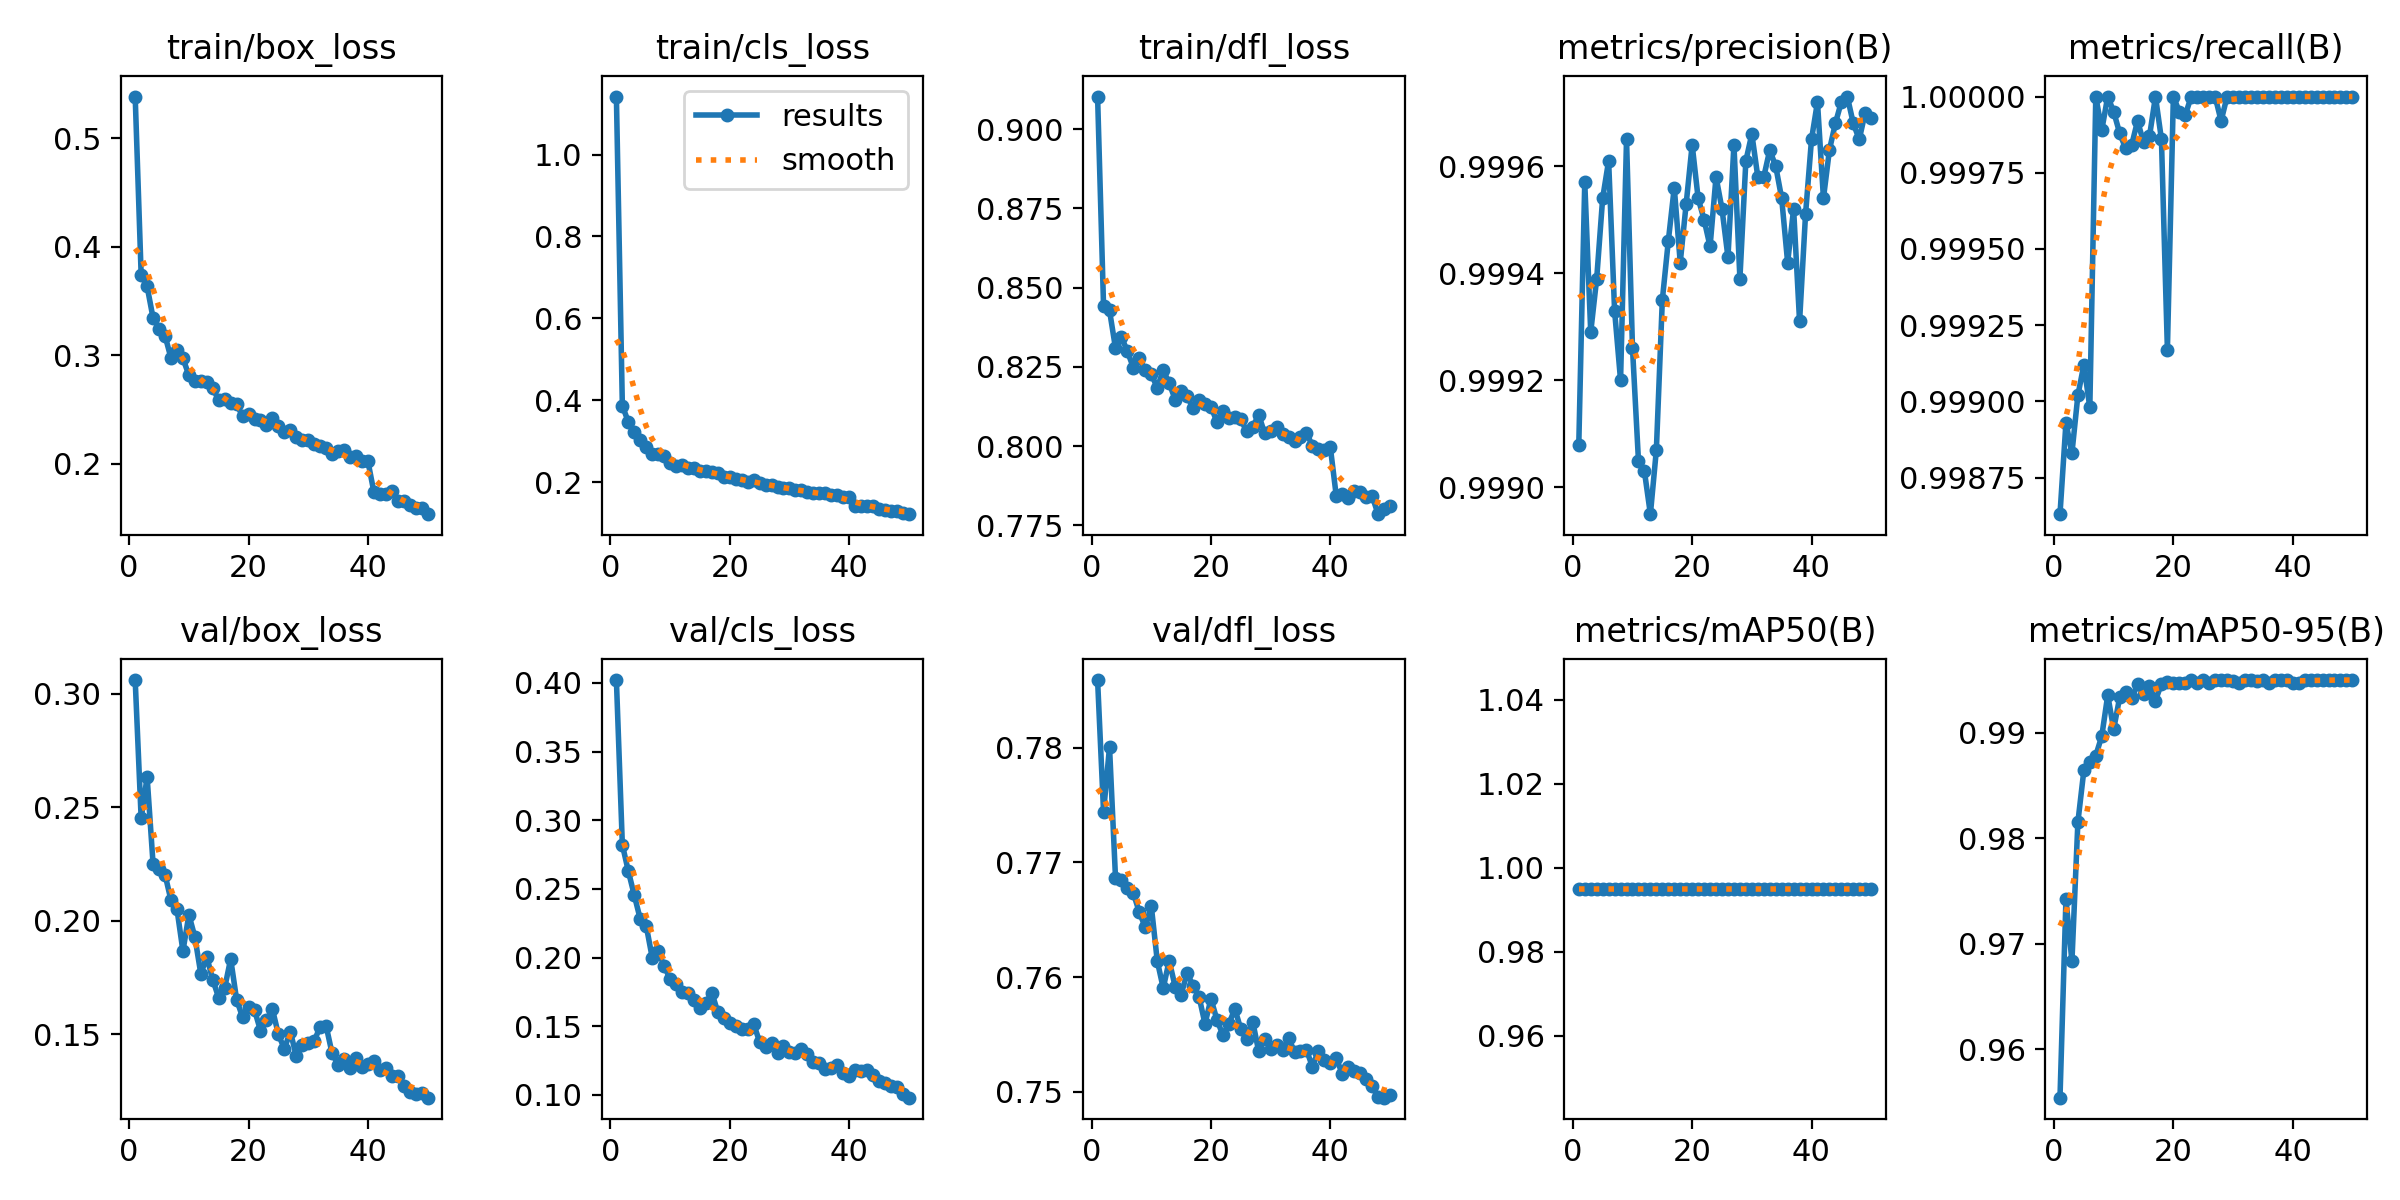 train/box_loss
0.5
0.4
0.3
0.2
0 20 40
train/cls_loss
results
smooth
1.0
0.8
0.6
0.4
0.2
0 20 40
train/dfl_loss
0.900
0.875
0.850
0.825
0.800
0.775
0 20 40
metrics/precision(B)
0.9996
0.9994
0.9992
0.9990
0 20 40
metrics/recall(B)
1.00000
0.99975
0.99950
0.99925
0.99900
0.99875
0 20 40
val/box_loss
0.30
0.25
0.20
0.15
0 20 40
val/cls_loss
0.40
0.35
0.30
0.25
0.20
0.15
0.10
0 20 40
val/dfl_loss
0.78
0.77
0.76
0.75
0 20 40
metrics/mAP50(B)
1.04
1.02
1.00
0.98
0.96
0 20 40
metrics/mAP50-95(B)
0.99
0.98
0.97
0.96
0 20 40